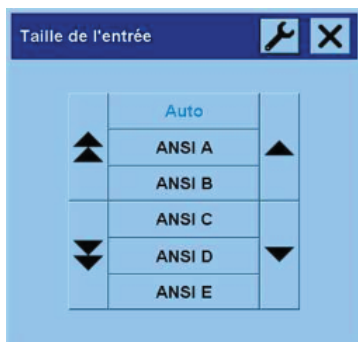 Taille de l'entrée
Auto
ANSI A
ANSI B
ANSI C
ANSI D
ANSI E